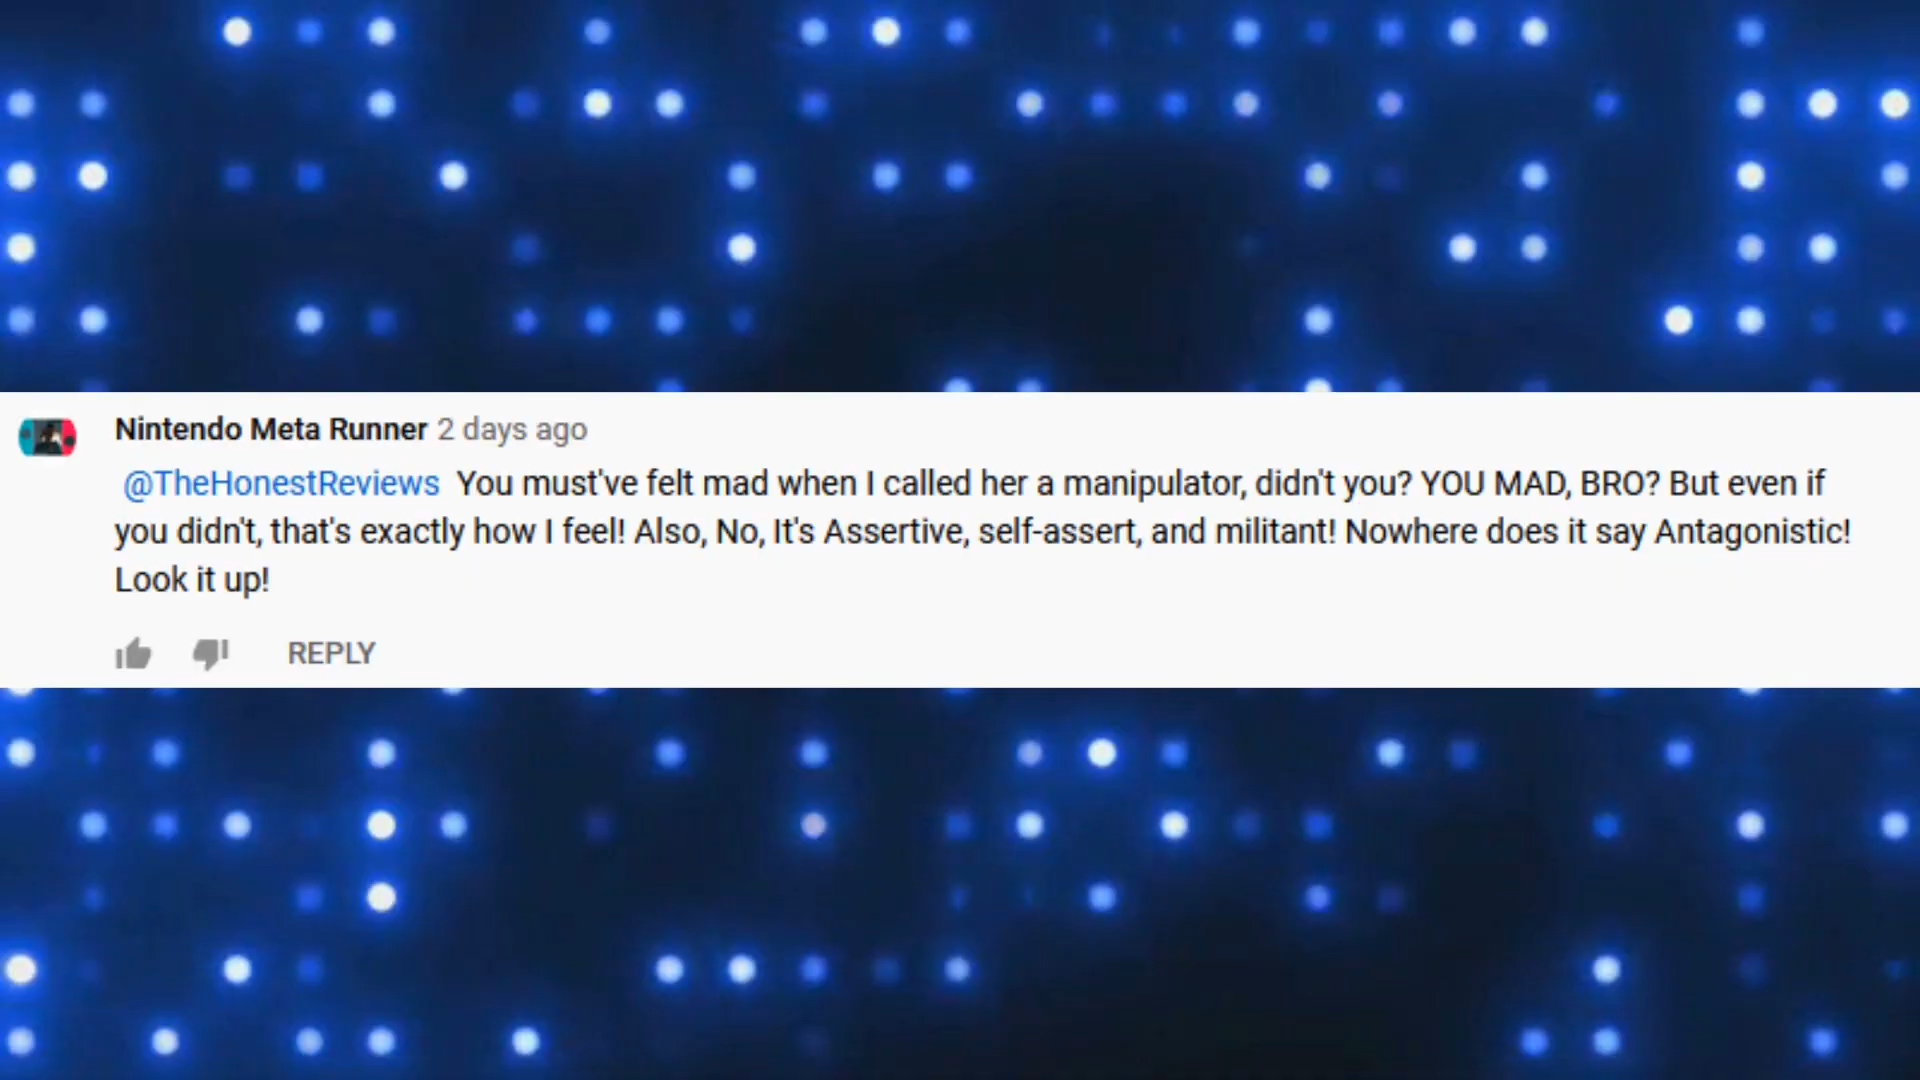 Nintendo Meta Runner 2 days ago
@TheHonestReviews You must've felt mad when I called her a manipulator, didn't you? YOU MAD, BRO? But even if
you didn't, that's exactly how I feel! Also, No, It's Assertive, self-assert, and militant! Nowhere does it say Antagonistic!
Look it up!
REPLY